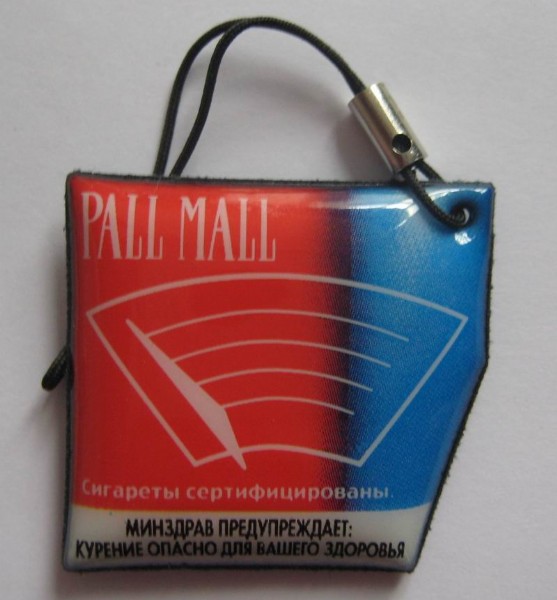 PALL MALL
Сигареты сертифицированы.
МИНЗДРАВ ПРЕДУПРЕЖДАЕТ:
КУРЕНИЕ ОПАСНО ДЛЯ ВАШЕГО ЗДОРОВЬЯ